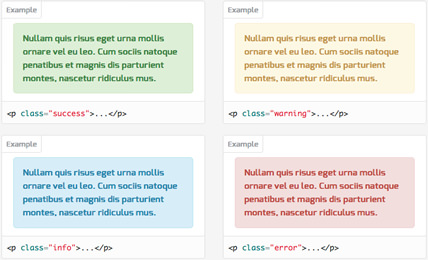 Example
Nullam quis risus eget urna mollis
ornare vel eu leo. Cum sociis natoque
penatibus et magnis dis parturient
montes, nascetur ridiculus mus.
<p class="success">...</p>
Example
Nullam quis risus eget urna mollis
ornare vel eu leo. Cum sociis natoque
penatibus et magnis dis parturient
montes, nascetur ridiculus mus.
<p class="warning">...</p>
Example
Nullam quis risus eget urna mollis
ornare vel eu leo. Cum sociis natoque
penatibus et magnis dis parturient
montes, nascetur ridiculus mus.
<p class="info">...</p>
Example
Nullam quis risus eget urna mollis
ornare vel eu leo. Cum sociis natoque
penatibus et magnis dis parturient
montes, nascetur ridiculus mus.
<p class="error">...</p>